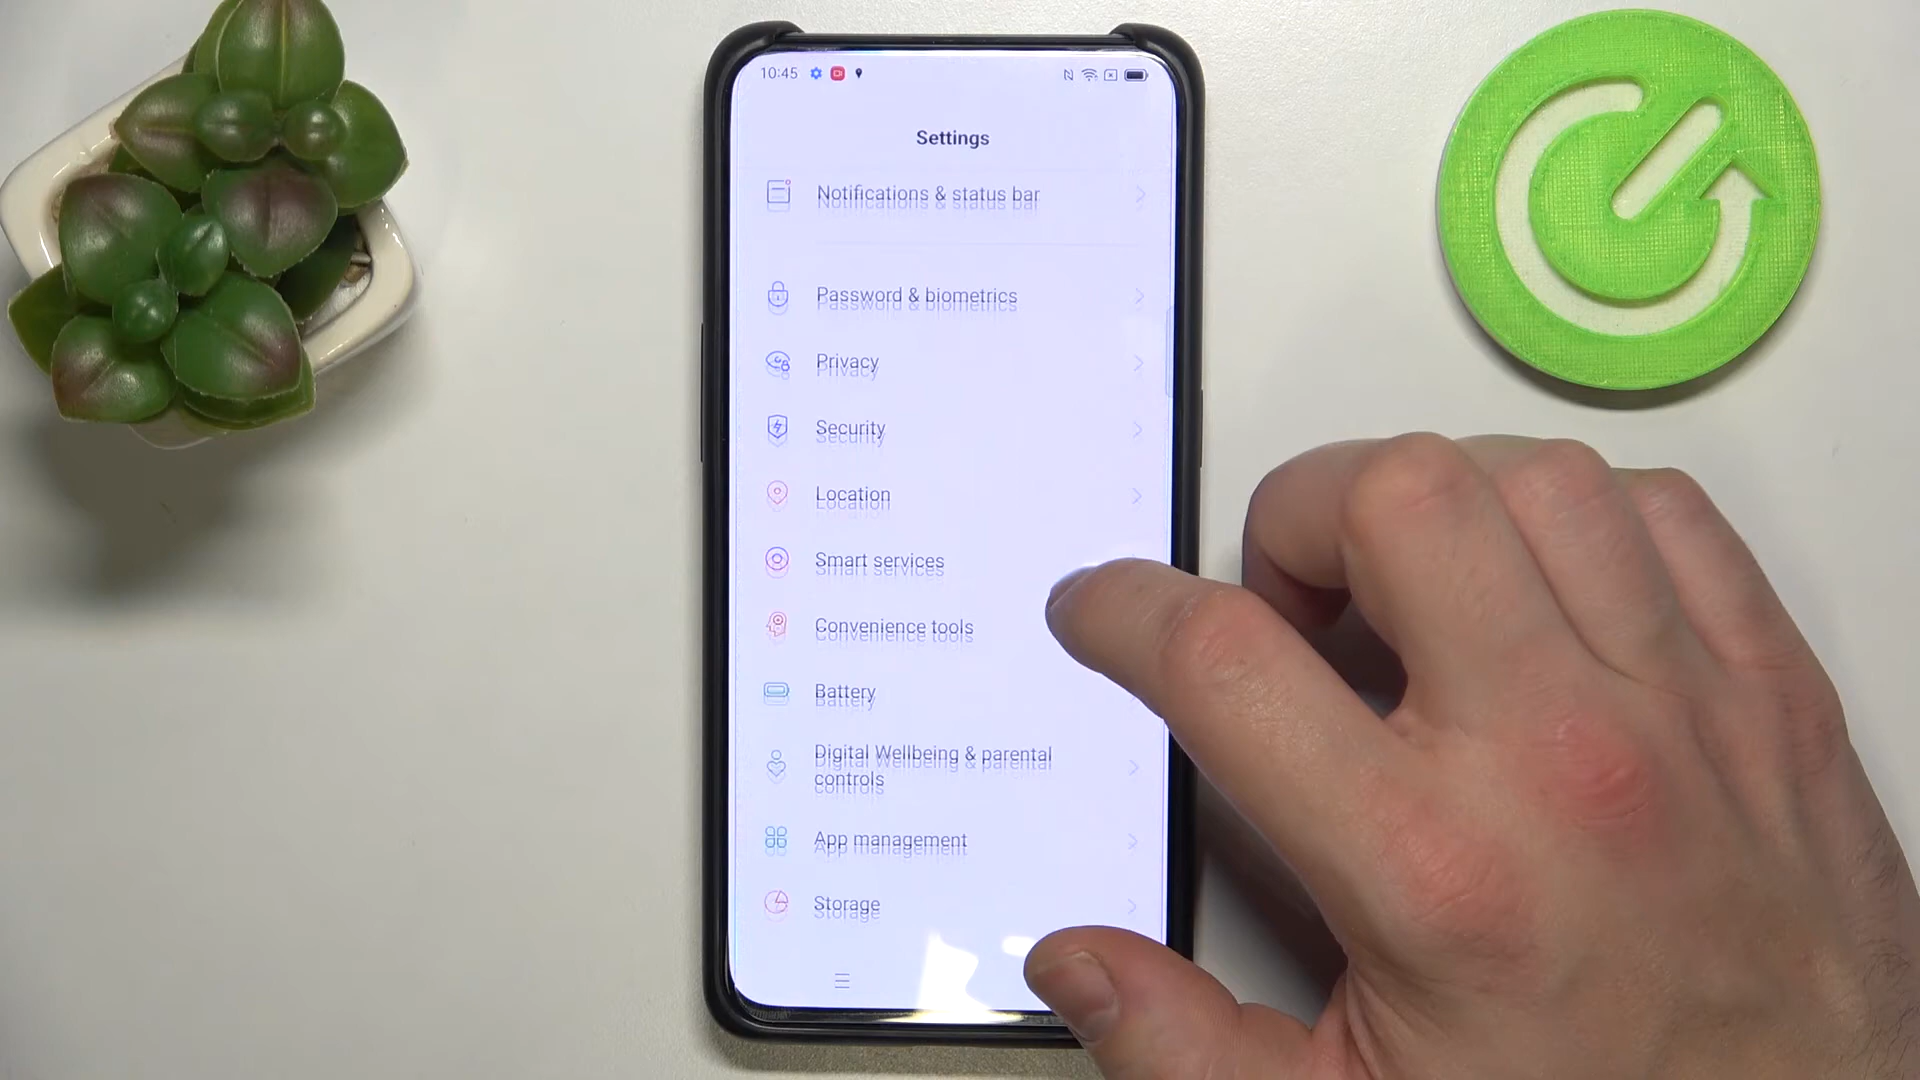 10:45
Settings
Notifications & status bar
Password & biometrics
Privacy
Security
Location
Smart services
Convenience tools
Battery
Digital Wellbeing & parental
controls
App management
Storage